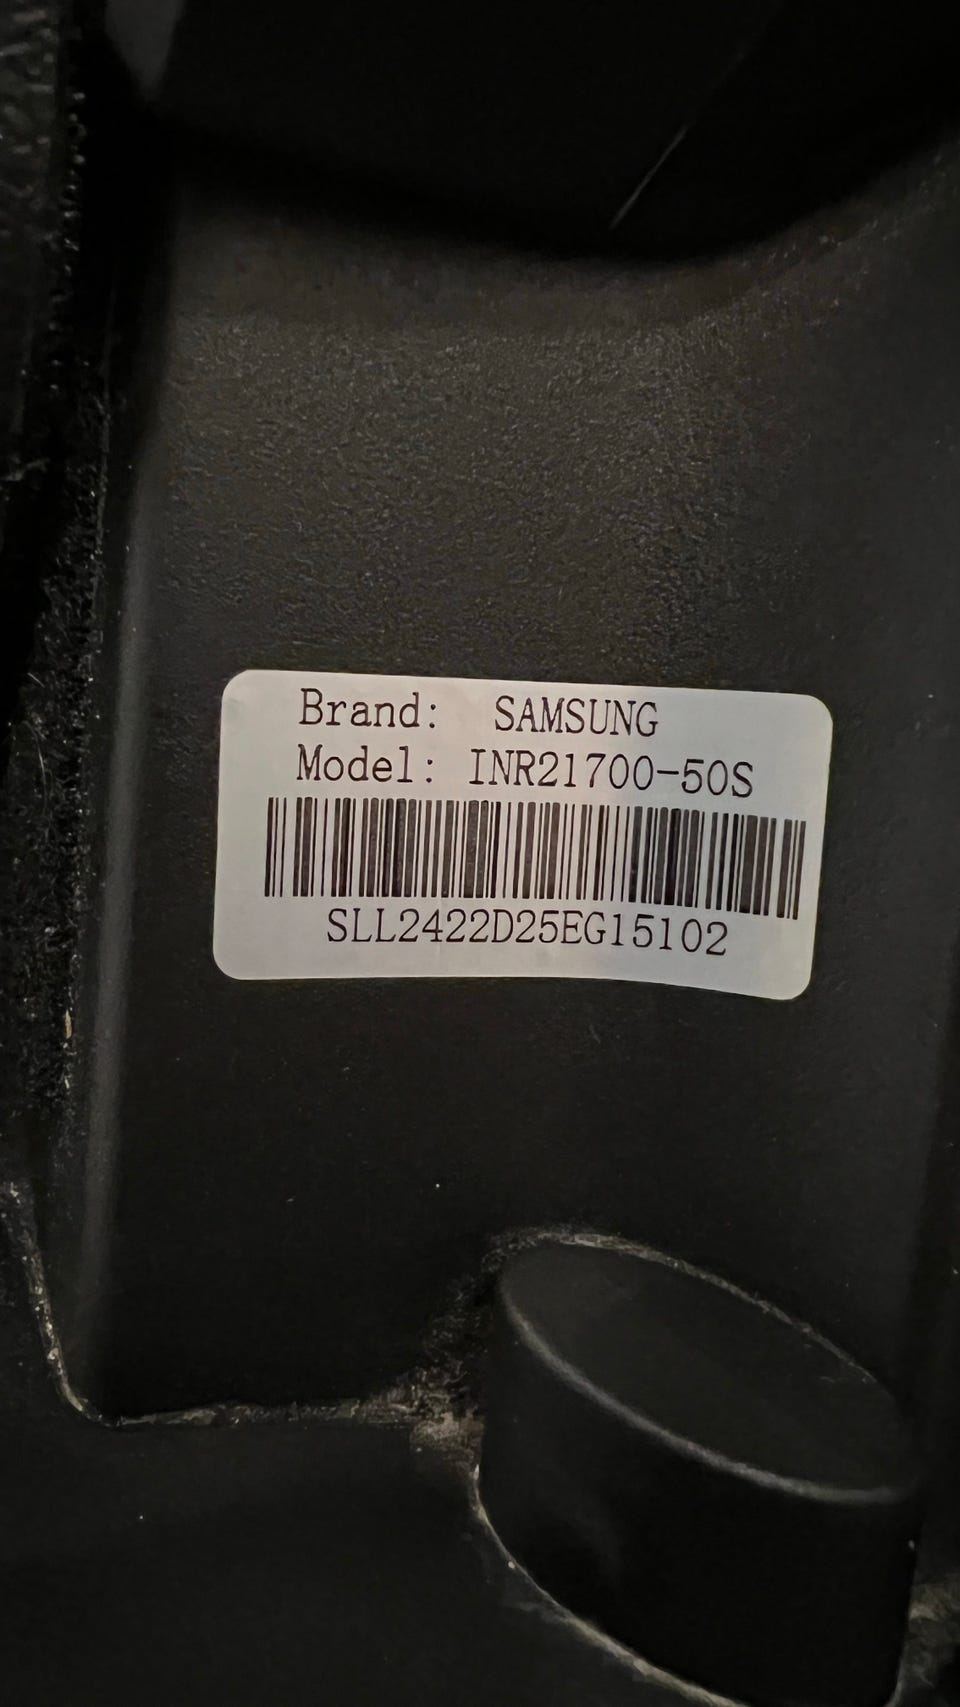 Brand: SAMSUNG
Model: INR21700-50S
SLL2422D25EG15102